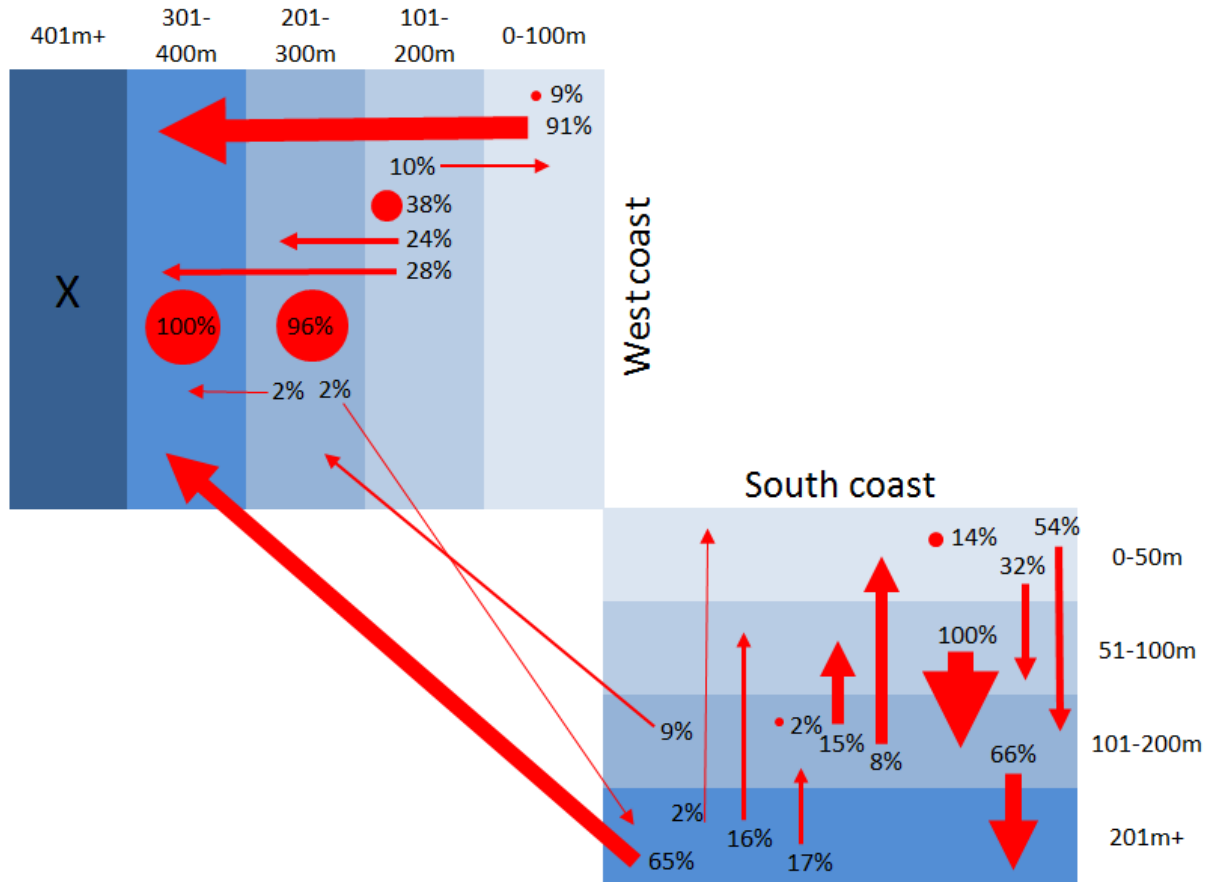 401m+
301-
400m
201-
300m
101-
200m
0-100m
9%
91%
10%
38%
24%
28%
X
100%
96%
2%
2%
West coast
South coast
14%
54%
32%
0-50m
100%
51-100m
9%
2%
15%
8%
66%
101-200m
2%
16%
17%
65%
201m+